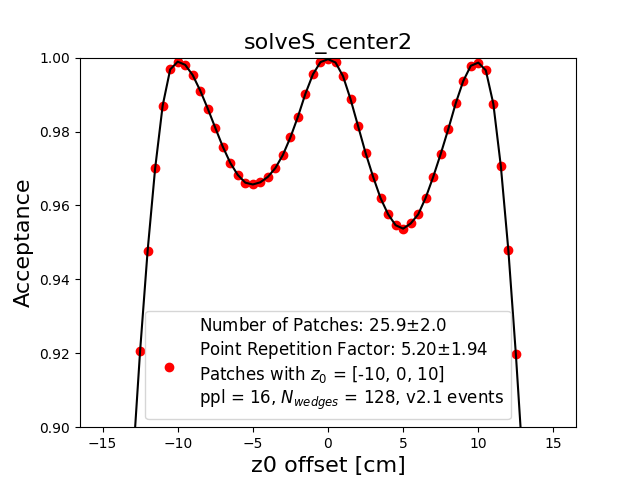 solveS_center2
1.00
0.98
0.96
0.94
0.92
0.90
Acceptance
Number of Patches: 25.9±2.0
Point Repetition Factor: 5.20±1.94
Patches with z₀ = [-10, 0, 10]
ppl = 16, N_wedges = 128, v2.1 events
−15 −10 −5 0 5 10 15
z0 offset [cm]